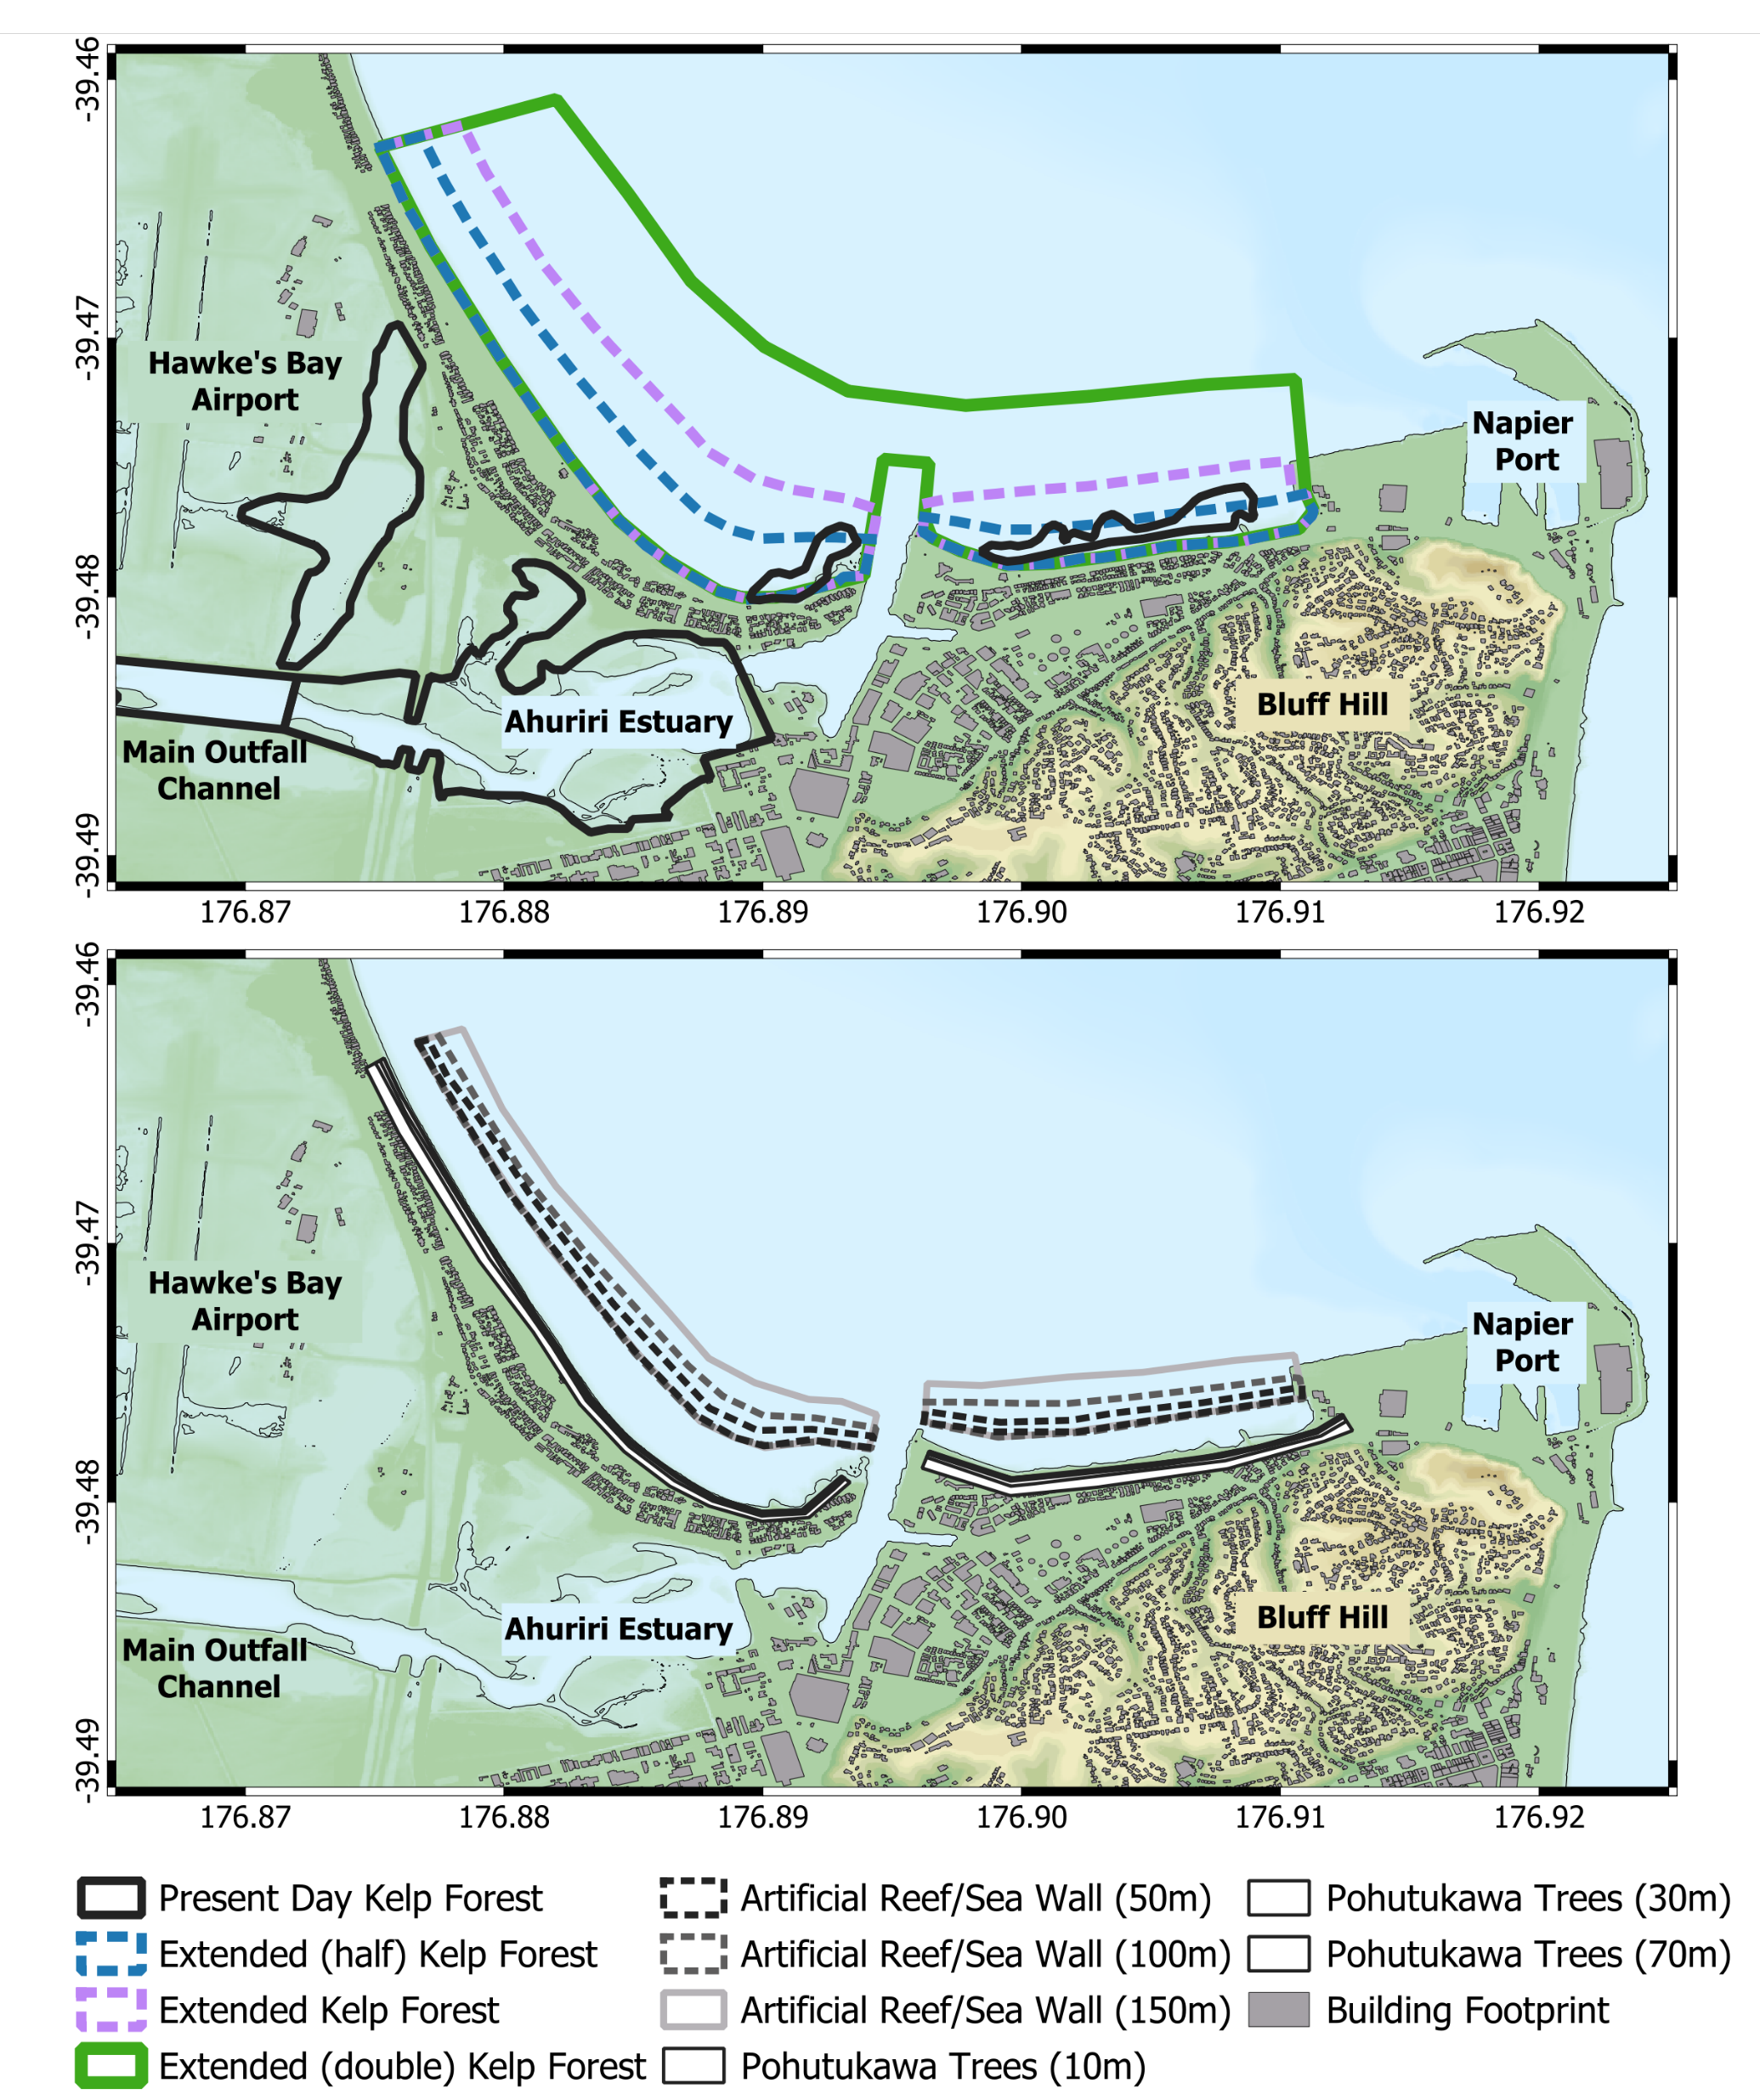 -39.46
-39.47
-39.48
-39.49
Hawke's Bay
Airport
Napier
Port
Bluff Hill
Ahuriri Estuary
Main Outfall
Channel
176.87
176.88
176.89
176.90
176.91
176.92
-39.46
-39.47
-39.48
-39.49
Hawke's Bay
Airport
Napier
Port
Bluff Hill
Ahuriri Estuary
Main Outfall
Channel
176.87
176.88
176.89
176.90
176.91
176.92
Present Day Kelp Forest
Extended (half) Kelp Forest
Extended Kelp Forest
Extended (double) Kelp Forest
Artificial Reef/Sea Wall (50m)
Artificial Reef/Sea Wall (100m)
Artificial Reef/Sea Wall (150m)
Pohutukawa Trees (10m)
Pohutukawa Trees (30m)
Pohutukawa Trees (70m)
Building Footprint